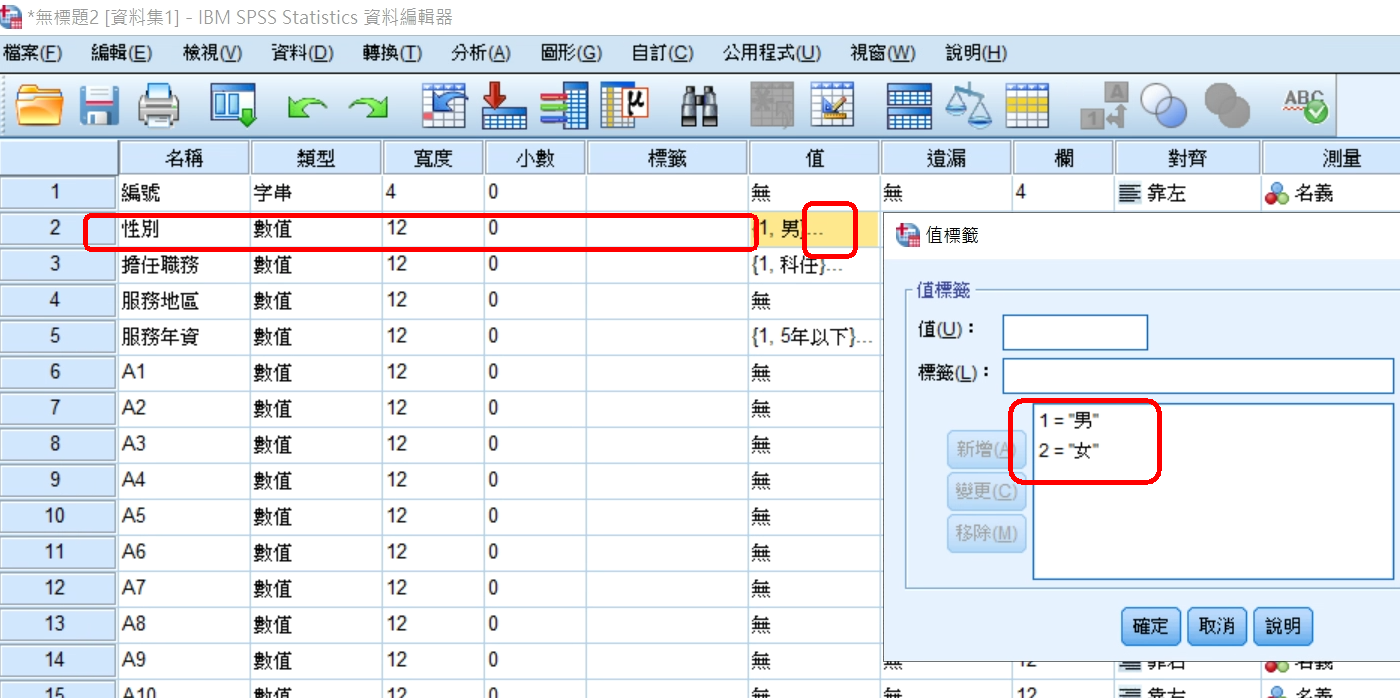 *無標題2 [資料集1] - IBM SPSS Statistics 資料編輯器
檔案(F) 編輯(E) 檢視(V) 資料(D) 轉換(T) 分析(A) 圖形(G) 自訂(C) 公用程式(U) 視窗(W) 說明(H)
μ A 1 ABC
名稱 類型 寬度 小數 標籤 值 遺漏 欄 對齊 測量
1 編號 字串 4 0 無 無 4 靠左 名義
2 性別 數值 12 0 {1, 男}...
3 擔任職務 數值 12 0 {1, 科任}...
4 服務地區 數值 12 0 無
5 服務年資 數值 12 0 {1, 5年以下}...
6 A1 數值 12 0 無
7 A2 數值 12 0 無
8 A3 數值 12 0 無
9 A4 數值 12 0 無
10 A5 數值 12 0 無
11 A6 數值 12 0 無
12 A7 數值 12 0 無
13 A8 數值 12 0 無
14 A9 數值 12 0 無 無 12 靠右 名義
15 A10 數值 12 0 無 無 12 靠右 名義
值標籤
值標籤
值(U)：
標籤(L)：
1 = "男"
2 = "女"
新增(A)
變更(C)
移除(M)
確定 取消 說明